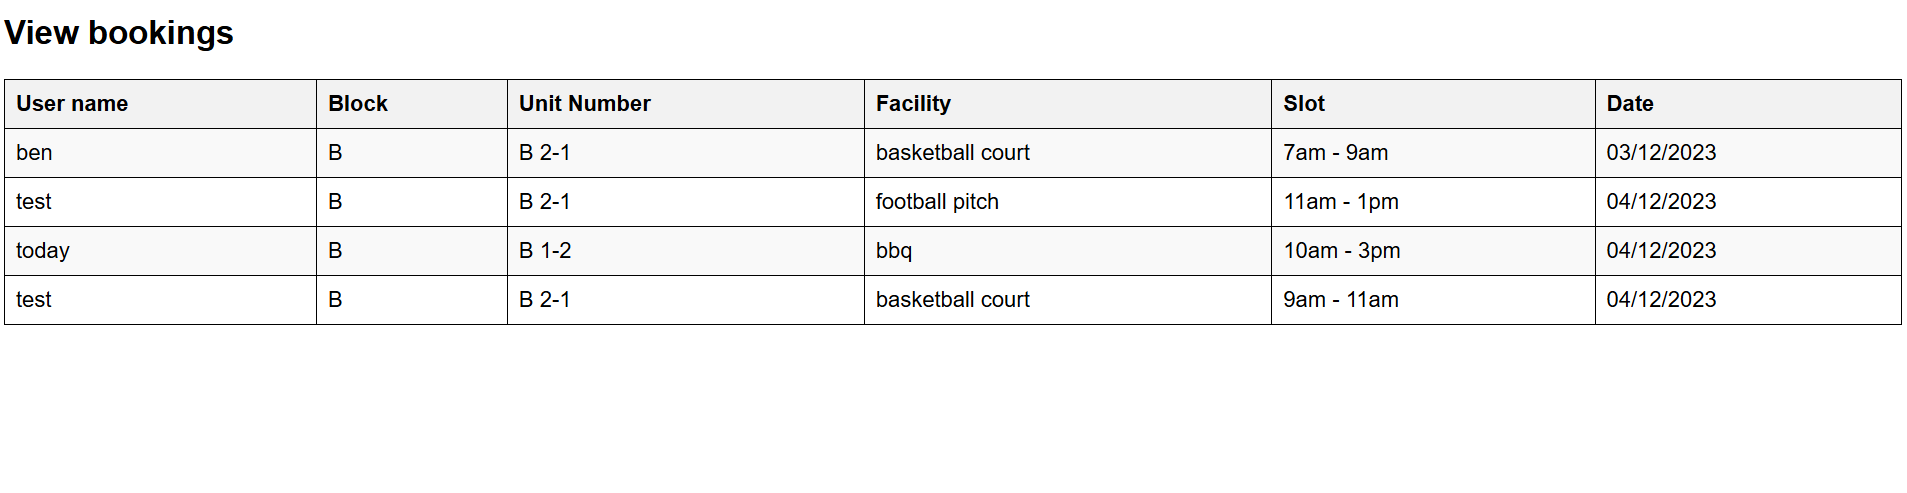 View bookings
User name Block Unit Number Facility Slot Date
ben B B 2-1 basketball court 7am - 9am 03/12/2023
test B B 2-1 football pitch 11am - 1pm 04/12/2023
today B B 1-2 bbq 10am - 3pm 04/12/2023
test B B 2-1 basketball court 9am - 11am 04/12/2023